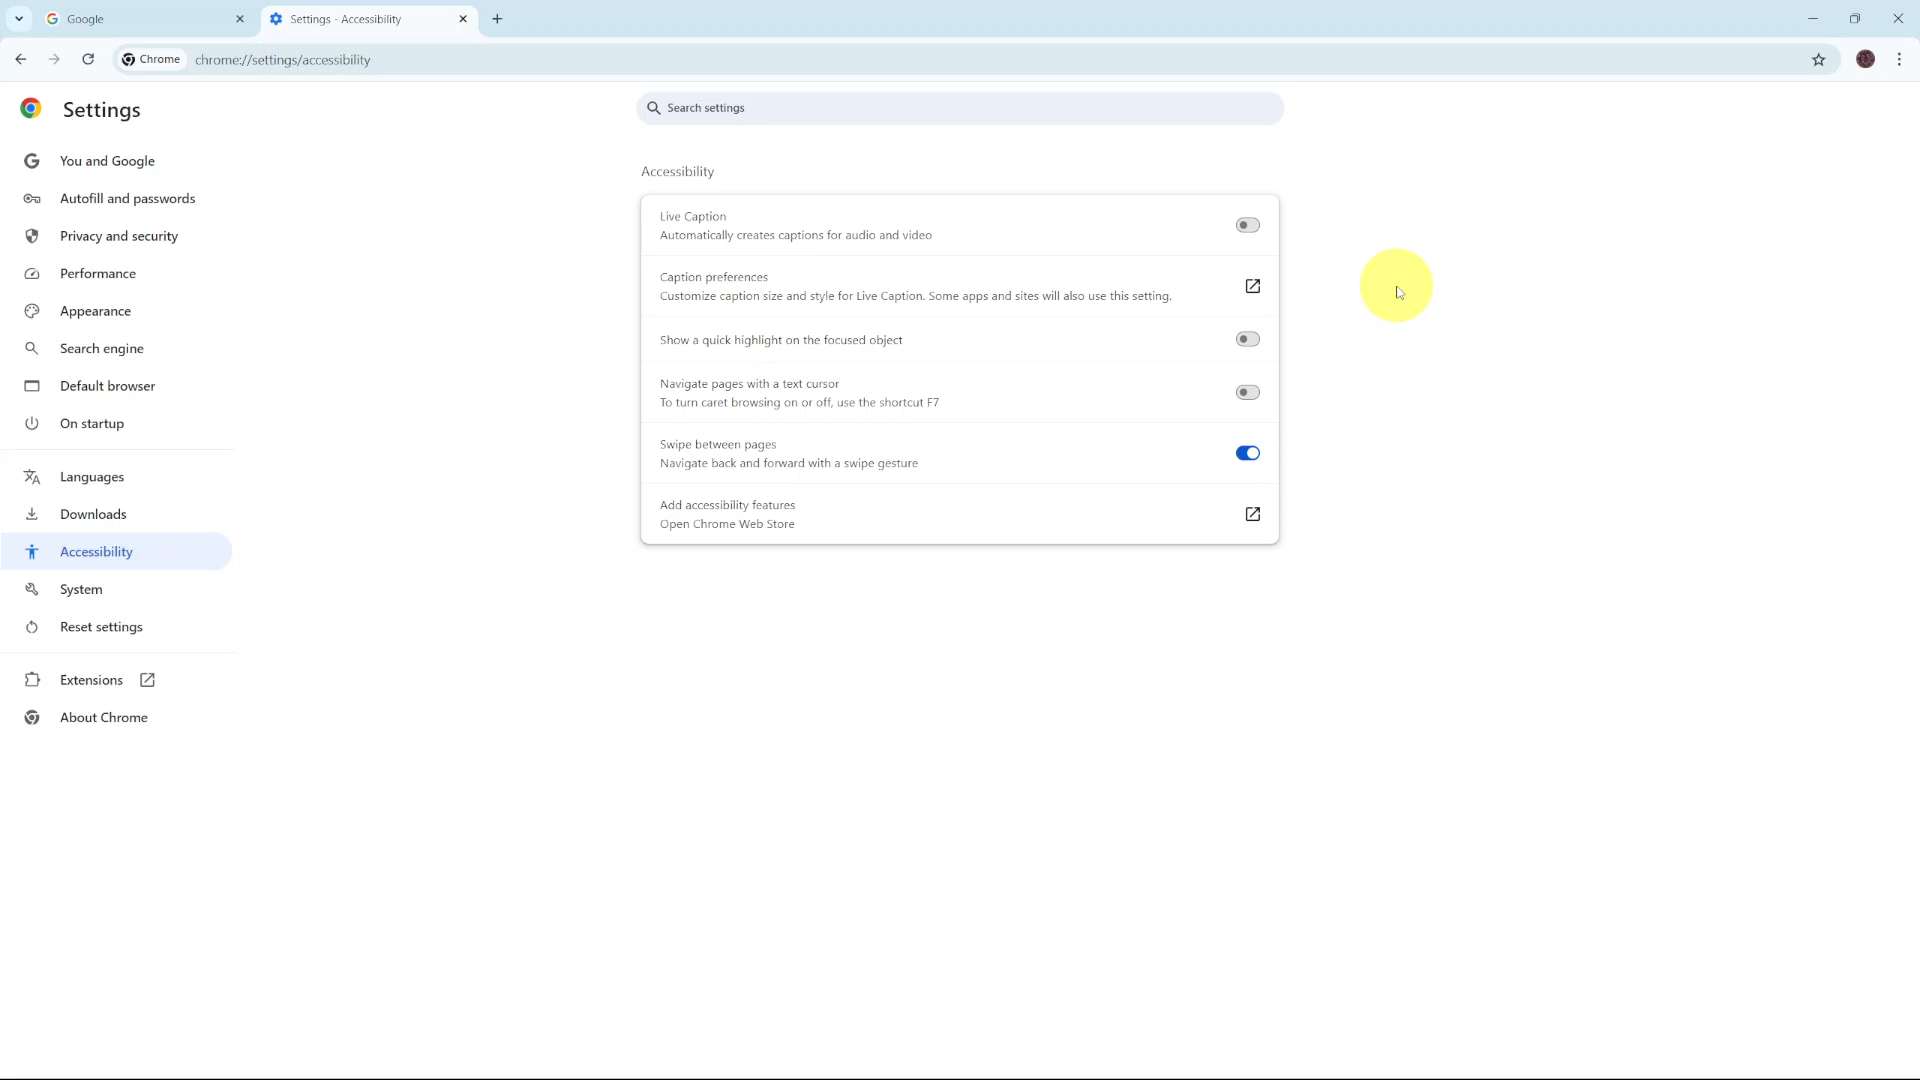 Google
Settings - Accessibility
Chrome
chrome://settings/accessibility
Settings
Search settings
You and Google
Autofill and passwords
Privacy and security
Performance
Appearance
Search engine
Default browser
On startup
Languages
Downloads
Accessibility
System
Reset settings
Extensions
About Chrome
Accessibility
Live Caption
Automatically creates captions for audio and video
Caption preferences
Customize caption size and style for Live Caption. Some apps and sites will also use this setting.
Show a quick highlight on the focused object
Navigate pages with a text cursor
To turn caret browsing on or off, use the shortcut F7
Swipe between pages
Navigate back and forward with a swipe gesture
Add accessibility features
Open Chrome Web Store